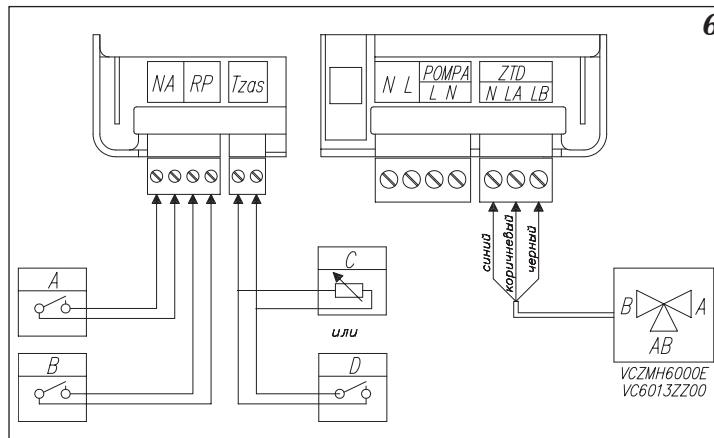 6
NA RP Tzas
N L POMPA ZTD
L N N LA LB
синий
коричневый
черный
A
B
C
или
D
B A
AB
VCZMH6000E
VC6013ZZ00